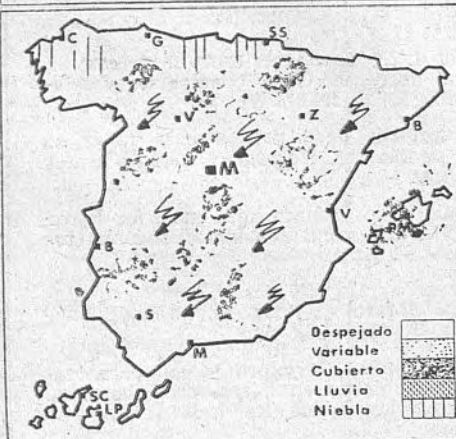 C
G
SS
V
Z
B
M
V
PM
B
S
M
SC
LP
Despejado
Variable
Cubierto
Lluvia
Niebla